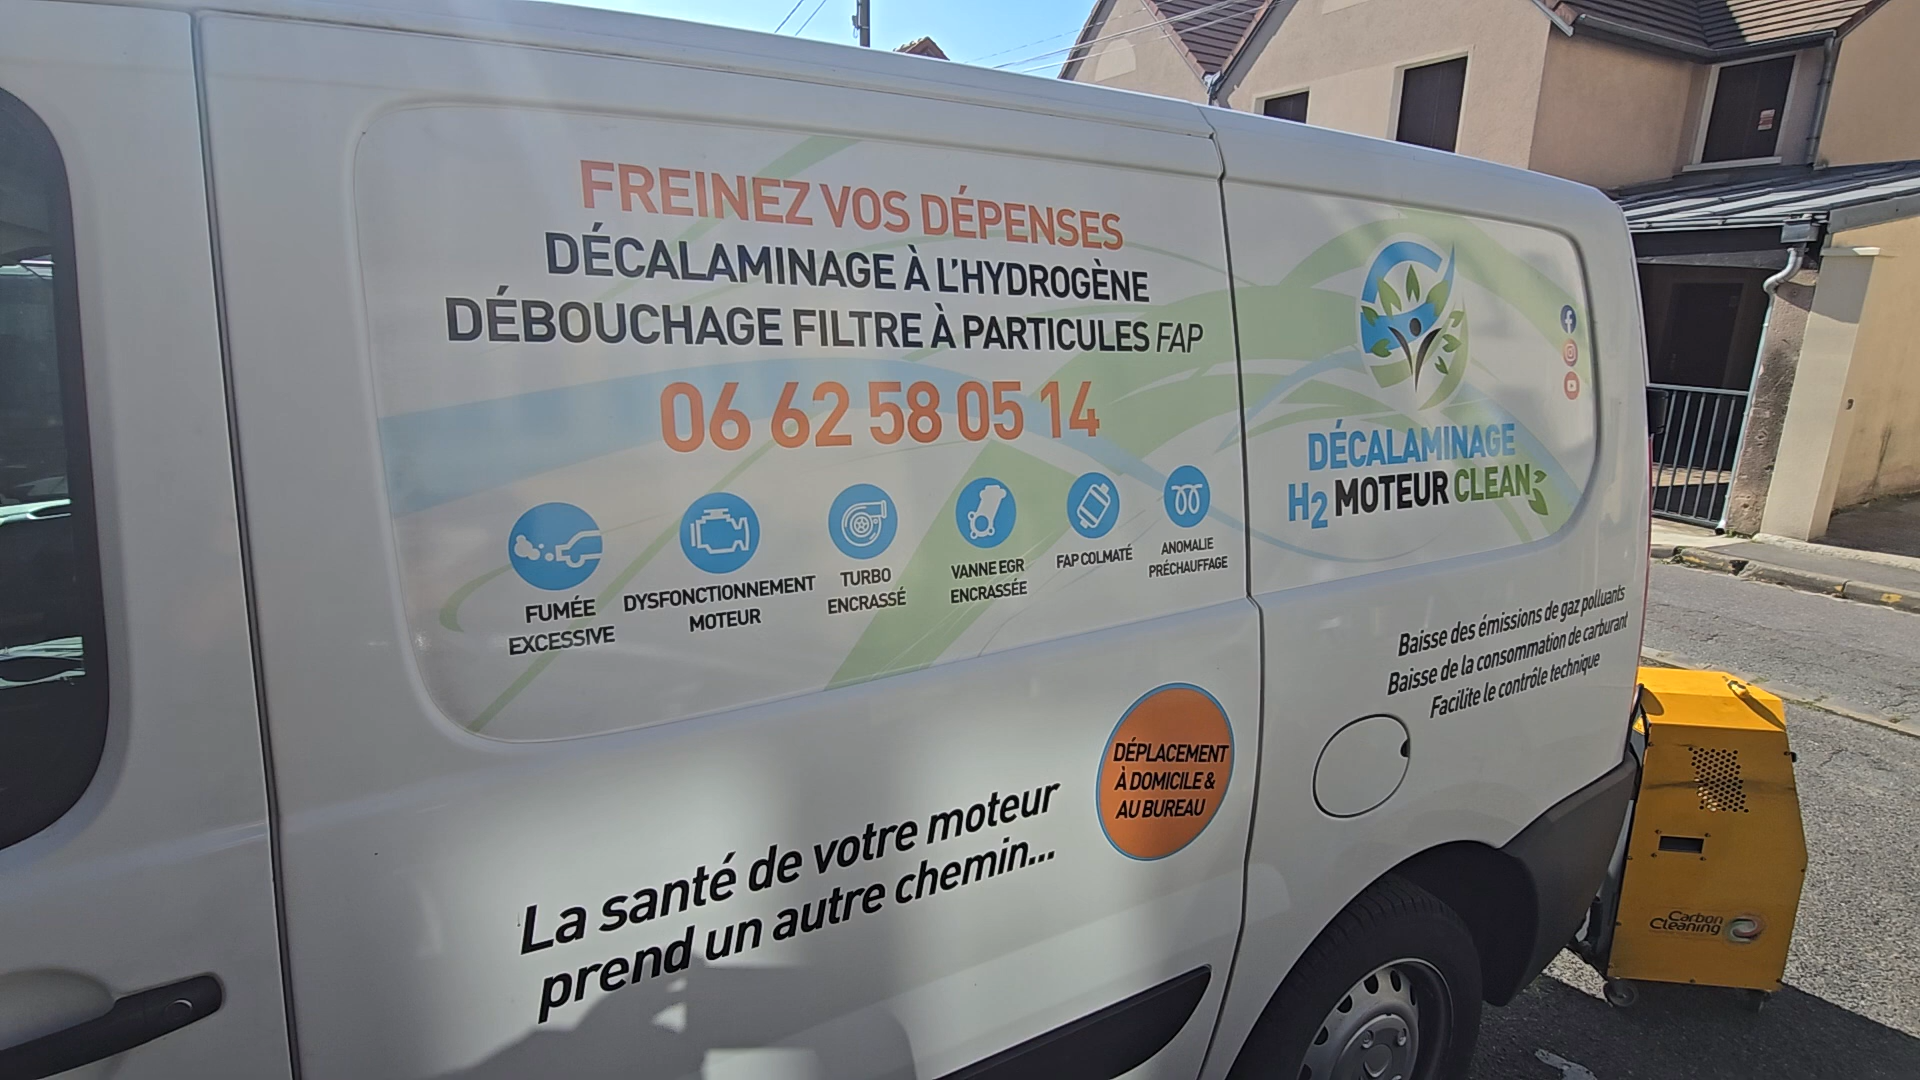 FREINEZ VOS DÉPENSES
DÉCALAMINAGE À L'HYDROGÈNE
DÉBOUCHAGE FILTRE À PARTICULES FAP
06 62 58 05 14
FUMÉE
EXCESSIVE
DYSFONCTIONNEMENT
MOTEUR
TURBO
ENCRASSÉ
VANNE EGR
ENCRASSÉE
FAP COLMATÉ
ANOMALIE
PRÉCHAUFFAGE
DÉCALAMINAGE
H2 MOTEUR CLEAN
Baisse des émissions de gaz polluants
Baisse de la consommation de carburant
Facilite le contrôle technique
DÉPLACEMENT
À DOMICILE &
AU BUREAU
La santé de votre moteur
prend un autre chemin...
Carbon
Cleaning